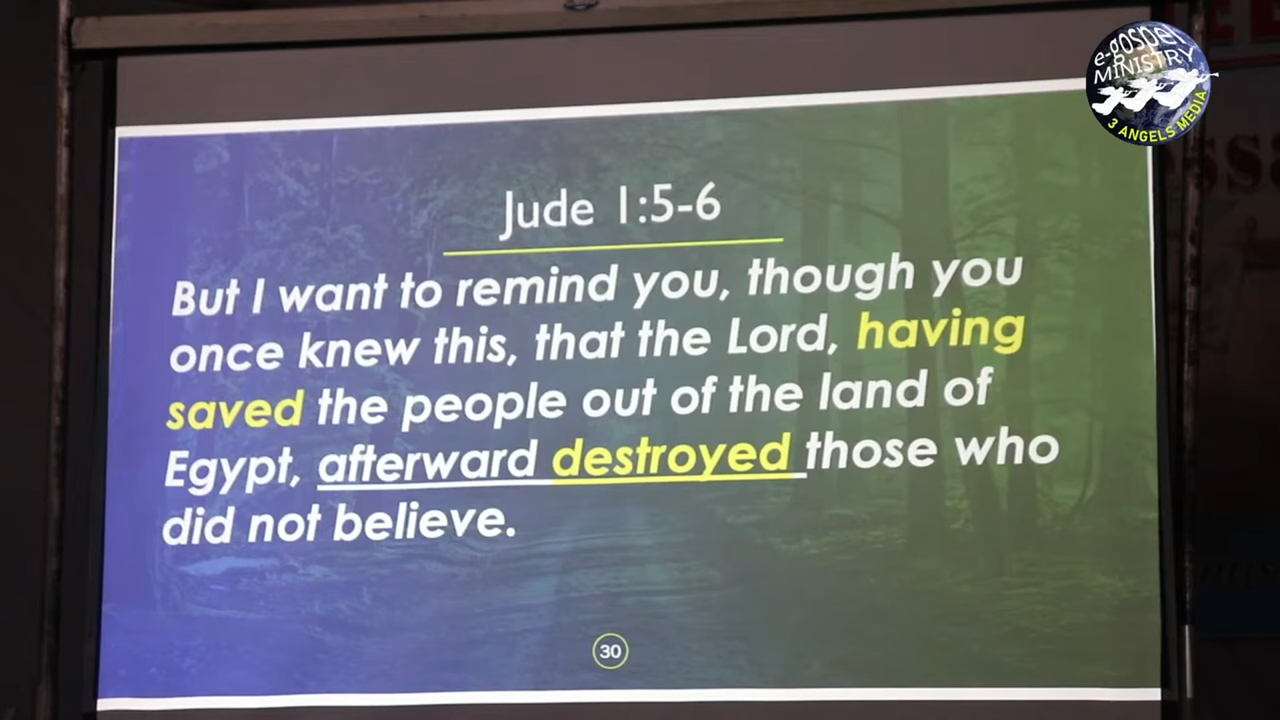 e-gospel
MINISTRY
3 ANGELS MEDIA
Jude 1:5-6
But I want to remind you, though you
once knew this, that the Lord, having
saved the people out of the land of
Egypt, afterward destroyed those who
did not believe.
30